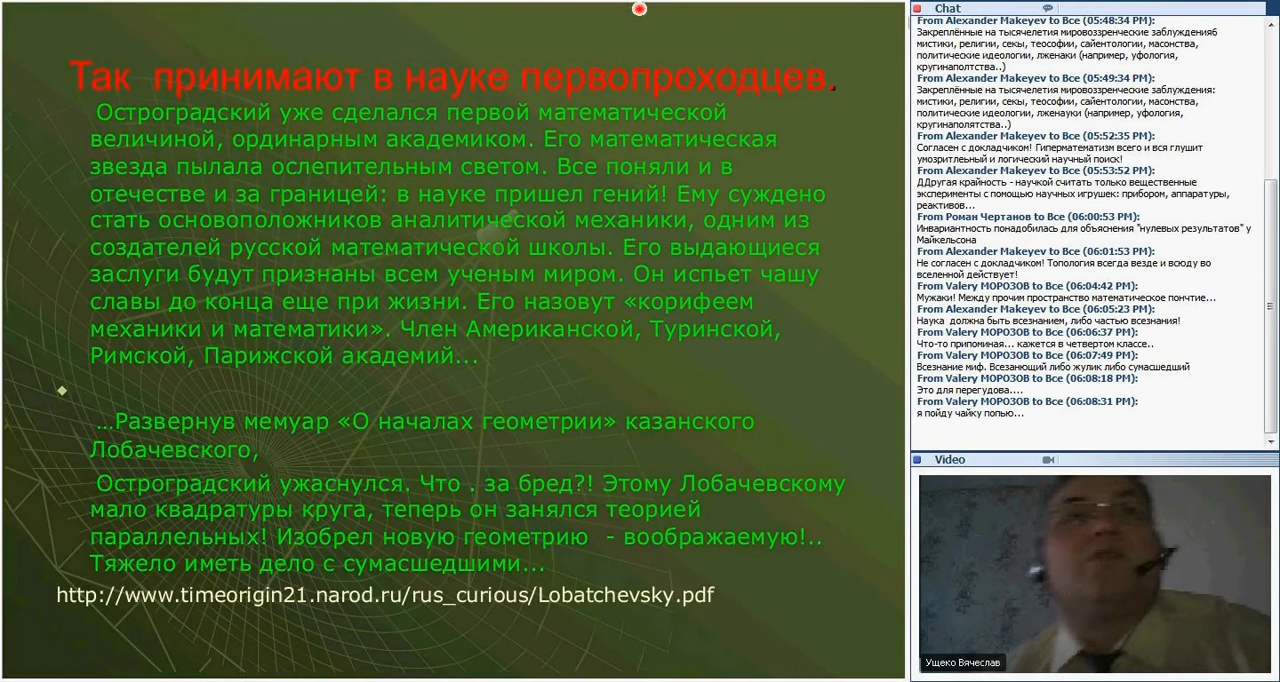 Так принимают в науке первопроходцев.
Остроградский уже сделался первой математической
величиной, ординарным академиком. Его математическая
звезда пылала ослепительным светом. Все поняли и в
отечестве и за границей: в науке пришел гений! Ему суждено
стать основоположников аналитической механики, одним из
создателей русской математической школы. Его выдающиеся
заслуги будут признаны всем ученым миром. Он испьет чашу
славы до конца еще при жизни. Его назовут «корифеем
механики и математики». Член Американской, Туринской,
Римской, Парижской академий...
...Развернув мемуар «О началах геометрии» казанского
Лобачевского,
Остроградский ужаснулся. Что . за бред?! Этому Лобачевскому
мало квадратуры круга, теперь он занялся теорией
параллельных! Изобрел новую геометрию - воображаемую!..
Тяжело иметь дело с сумасшедшими...
http://www.timeorigin21.narod.ru/rus_curious/Lobatchevsky.pdf
Chat
From Alexander Makeyev to Все (05:48:34 PM):
Закреплённые на тысячелетия мировоззренческие заблуждения6
мистики, религии, секы, теософии, сайентологии, масонства,
политические идеологии, лженаки (например, уфология,
кругинаполтства..)
From Alexander Makeyev to Все (05:49:34 PM):
Закреплённые на тысячелетия мировоззренческие заблуждения:
мистики, религии, секы, теософии, сайентологии, масонства,
политические идеологии, лженауки (например, уфология,
кругинаполятства..)
From Alexander Makeyev to Все (05:52:35 PM):
Согласен с докладчиком! Гиперматематизм всего и вся глушит
умозритльеный и логический научный поиск!
From Alexander Makeyev to Все (05:53:52 PM):
ДДругая крайность - научкой считать только вещественные
эксперименты с помощью научных игрушек: прибором, аппаратуры,
реактивов...
From Роман Чертанов to Все (06:00:53 PM):
Инвариантность понадобилась для объяснения "нулевых результатов" у
Майкельсона
From Alexander Makeyev to Все (06:01:53 PM):
Не согласен с докладчиком! Топология всегда везде и всюду во
вселенной действует!
From Valery МОРОЗОВ to Все (06:04:42 PM):
Мужаки! Между прочим пространство математическое пончтие...
From Alexander Makeyev to Все (06:05:23 PM):
Наука должна быть всезнанием, либо частью всезнания!
From Valery МОРОЗОВ to Все (06:06:37 PM):
Что-то припоминая... кажется в четвертом классе..
From Valery МОРОЗОВ to Все (06:07:49 PM):
Всезнание миф. Всезающий либо жулик либо сумасшедший
From Valery МОРОЗОВ to Все (06:08:18 PM):
Это для перегудова....
From Valery МОРОЗОВ to Все (06:08:31 PM):
я пойду чайку попью...
Video
Ущеко Вячеслав